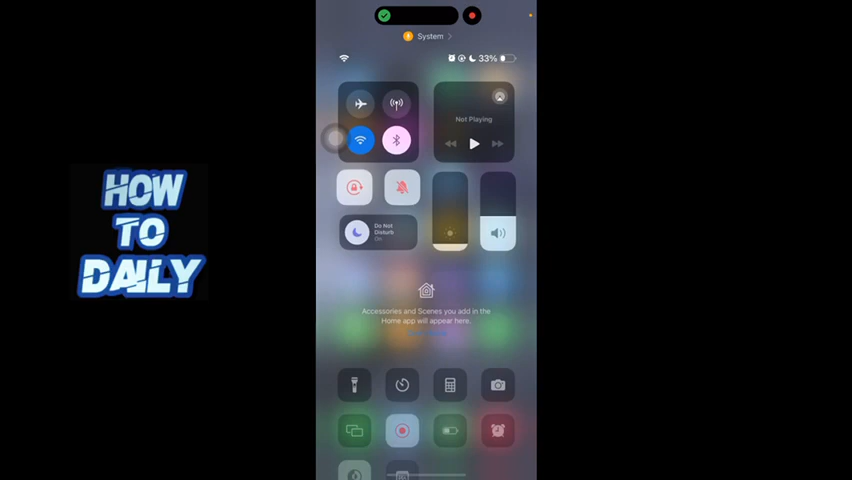 System
33%
Not Playing
Do Not
Disturb
On
Accessories and Scenes you add in the
Home app will appear here.
HOW
TO
DAILY